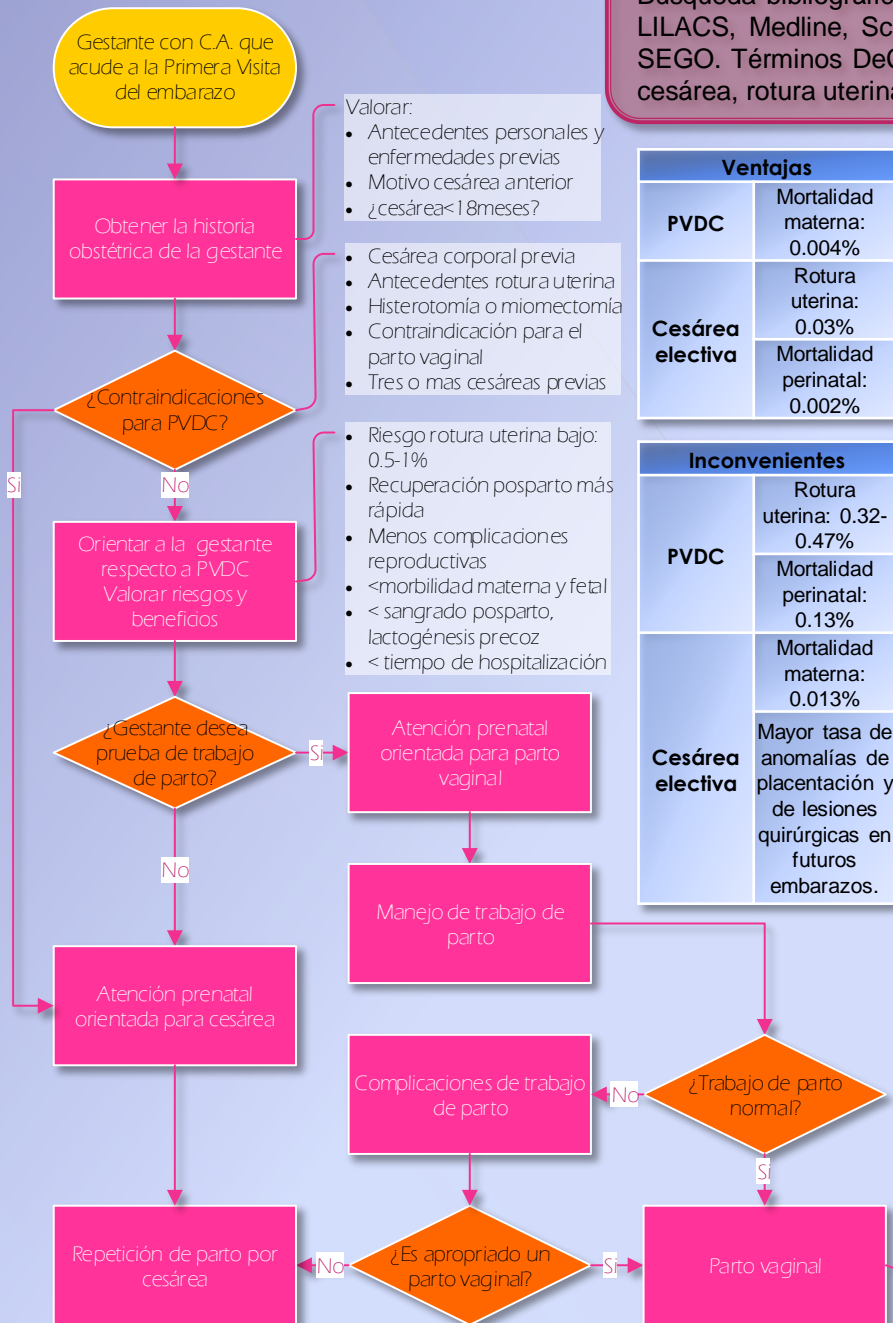 Gestante con C.A. que
acude a la Primera Visita
del embarazo
Obtener la historia
obstétrica de la gestante
Valorar:
• Antecedentes personales y
enfermedades previas
• Motivo cesárea anterior
• ¿cesárea<18meses?
¿Contraindicaciones
para PVDC?
• Cesárea corporal previa
• Antecedentes rotura uterina
• Histerotomía o miomectomía
• Contraindicación para el
parto vaginal
• Tres o mas cesáreas previas
Si
No
Orientar a la gestante
respecto a PVDC
Valorar riesgos y
beneficios
• Riesgo rotura uterina bajo:
0.5-1%
• Recuperación posparto más
rápida
• Menos complicaciones
reproductivas
• <morbilidad materna y fetal
• < sangrado posparto,
lactogénesis precoz
• < tiempo de hospitalización
¿Gestante desea
prueba de trabajo
de parto?
Si
Atención prenatal
orientada para parto
vaginal
No
Manejo de trabajo de
parto
Atención prenatal
orientada para cesárea
Complicaciones de trabajo
de parto
No
¿Trabajo de parto
normal?
Si
Repetición de parto por
cesárea
No
¿Es apropiado un
parto vaginal?
Si
Parto vaginal
LILACS, Medline,
SEGO. Términos
cesárea, rotura
Ventajas
PVDC
Mortalidad
materna:
0.004%
Cesárea
electiva
Rotura
uterina:
0.03%
Mortalidad
perinatal:
0.002%
Inconvenientes
PVDC
Rotura
uterina: 0.32-
0.47%
Mortalidad
perinatal:
0.13%
Cesárea
electiva
Mortalidad
materna:
0.013%
Mayor tasa de
anomalías de
placentación y
de lesiones
quirúrgicas en
futuros
embarazos.